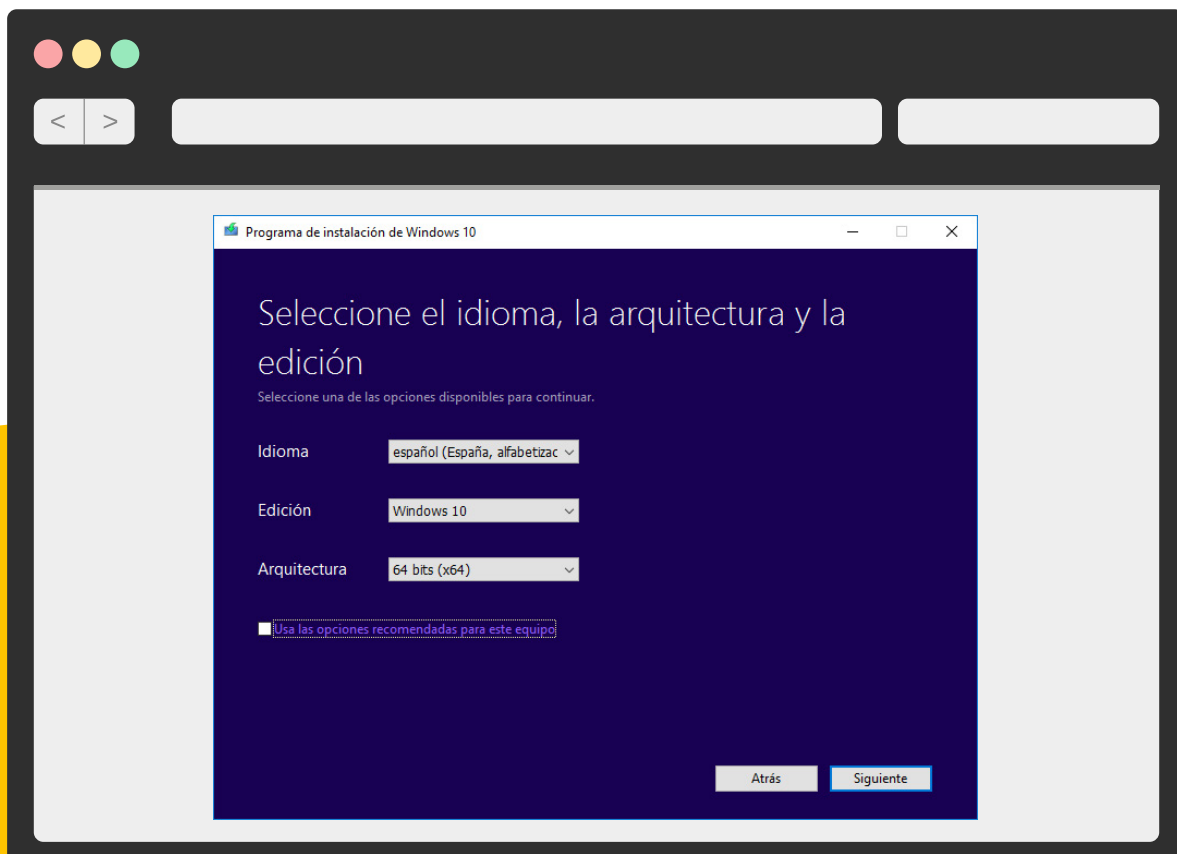 < >
Programa de instalación de Windows 10
Seleccione el idioma, la arquitectura y la
edición
Seleccione una de las opciones disponibles para continuar.
Idioma español (España, alfabetizac
Edición Windows 10
Arquitectura 64 bits (x64)
Usa las opciones recomendadas para este equipo
Atrás Siguiente